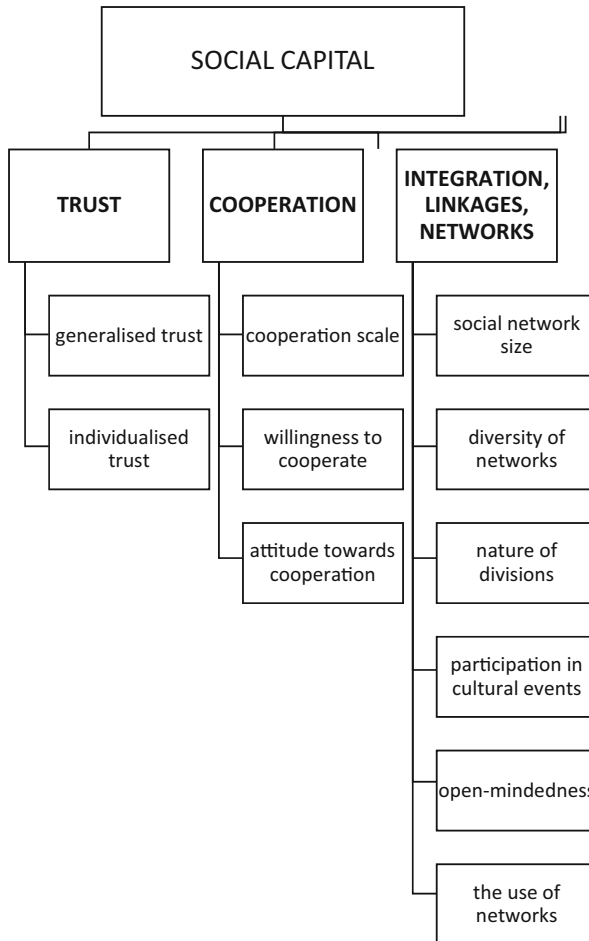 SOCIAL CAPITAL
TRUST
generalised trust
individualised
trust
COOPERATION
cooperation scale
willingness to
cooperate
attitude towards
cooperation
INTEGRATION,
LINKAGES,
NETWORKS
social network
size
diversity of
networks
nature of
divisions
participation in
cultural events
open-mindedness
the use of
networks